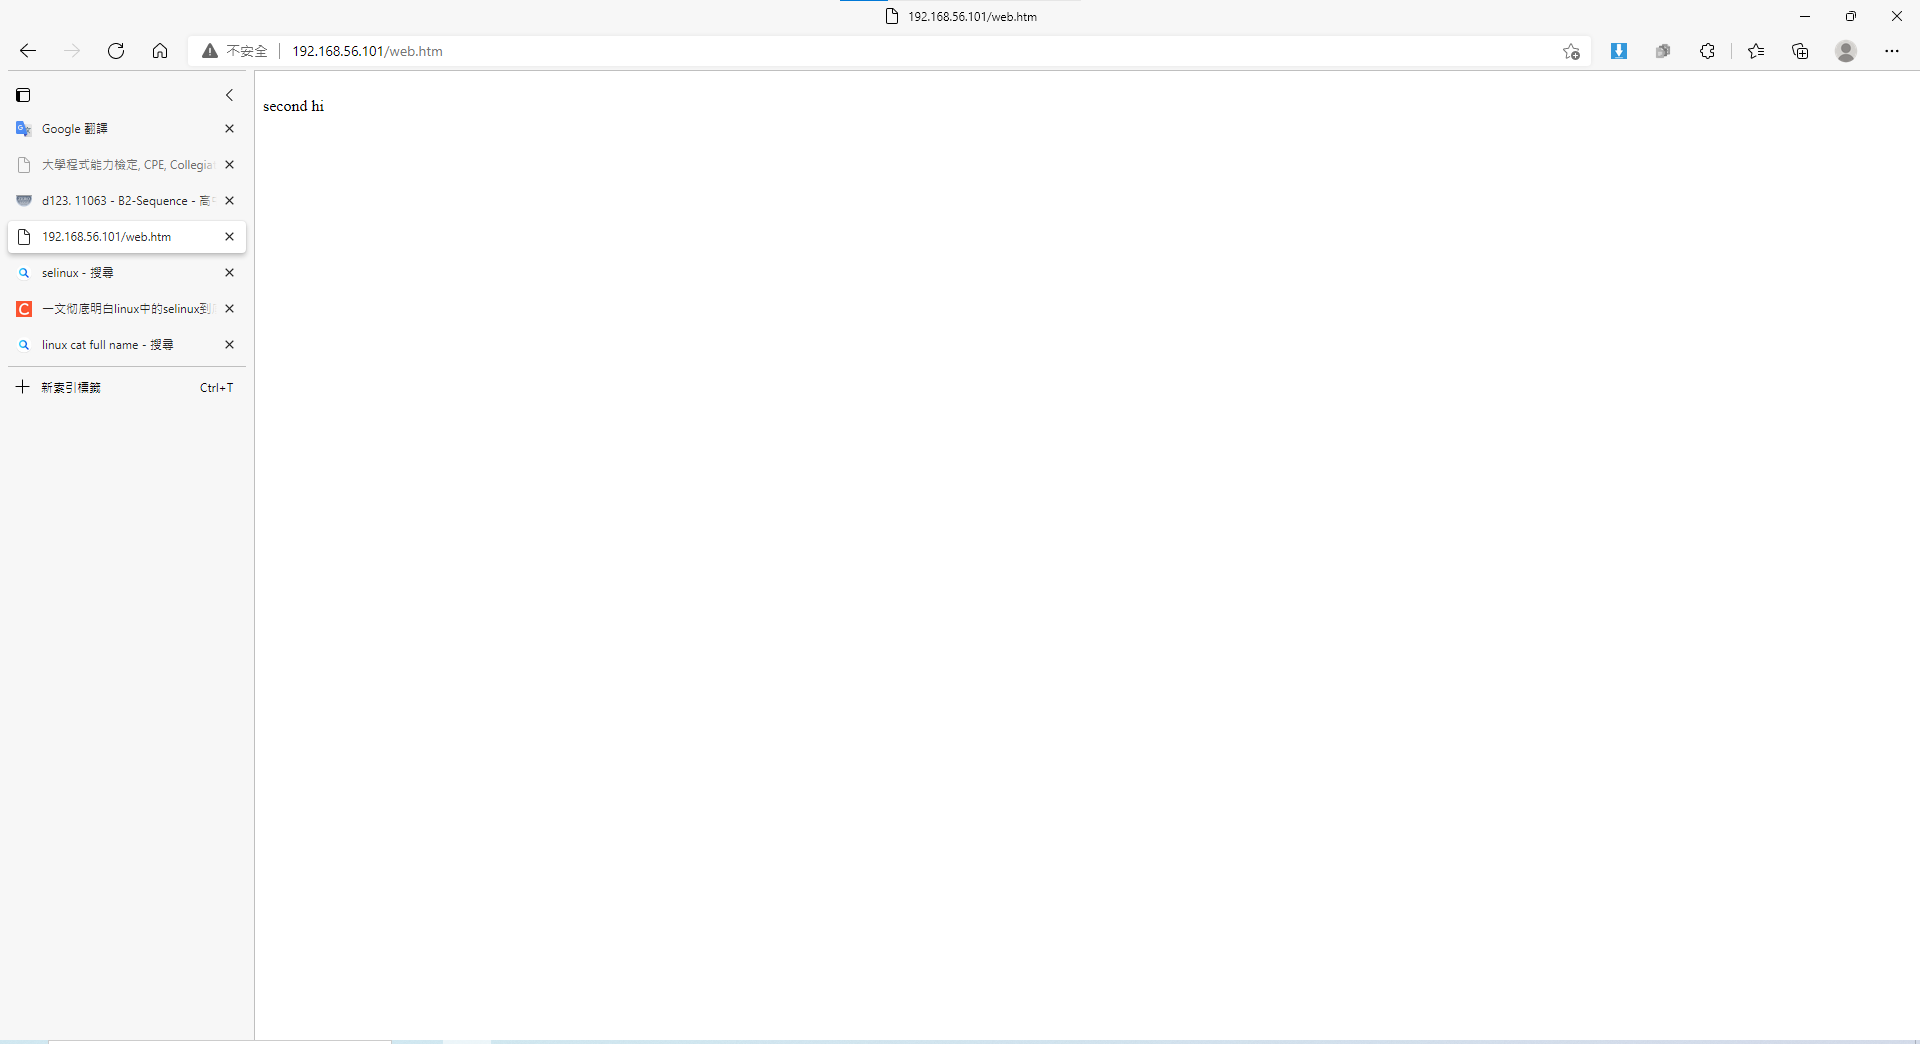 192.168.56.101/web.htm
不安全
192.168.56.101/web.htm
second hi
Google 翻譯
大學程式能力檢定, CPE, Collegia
d123. 11063 - B2-Sequence - 高
192.168.56.101/web.htm
selinux - 搜尋
一文彻底明白linux中的selinux到
linux cat full name - 搜尋
新索引標籤 Ctrl+T